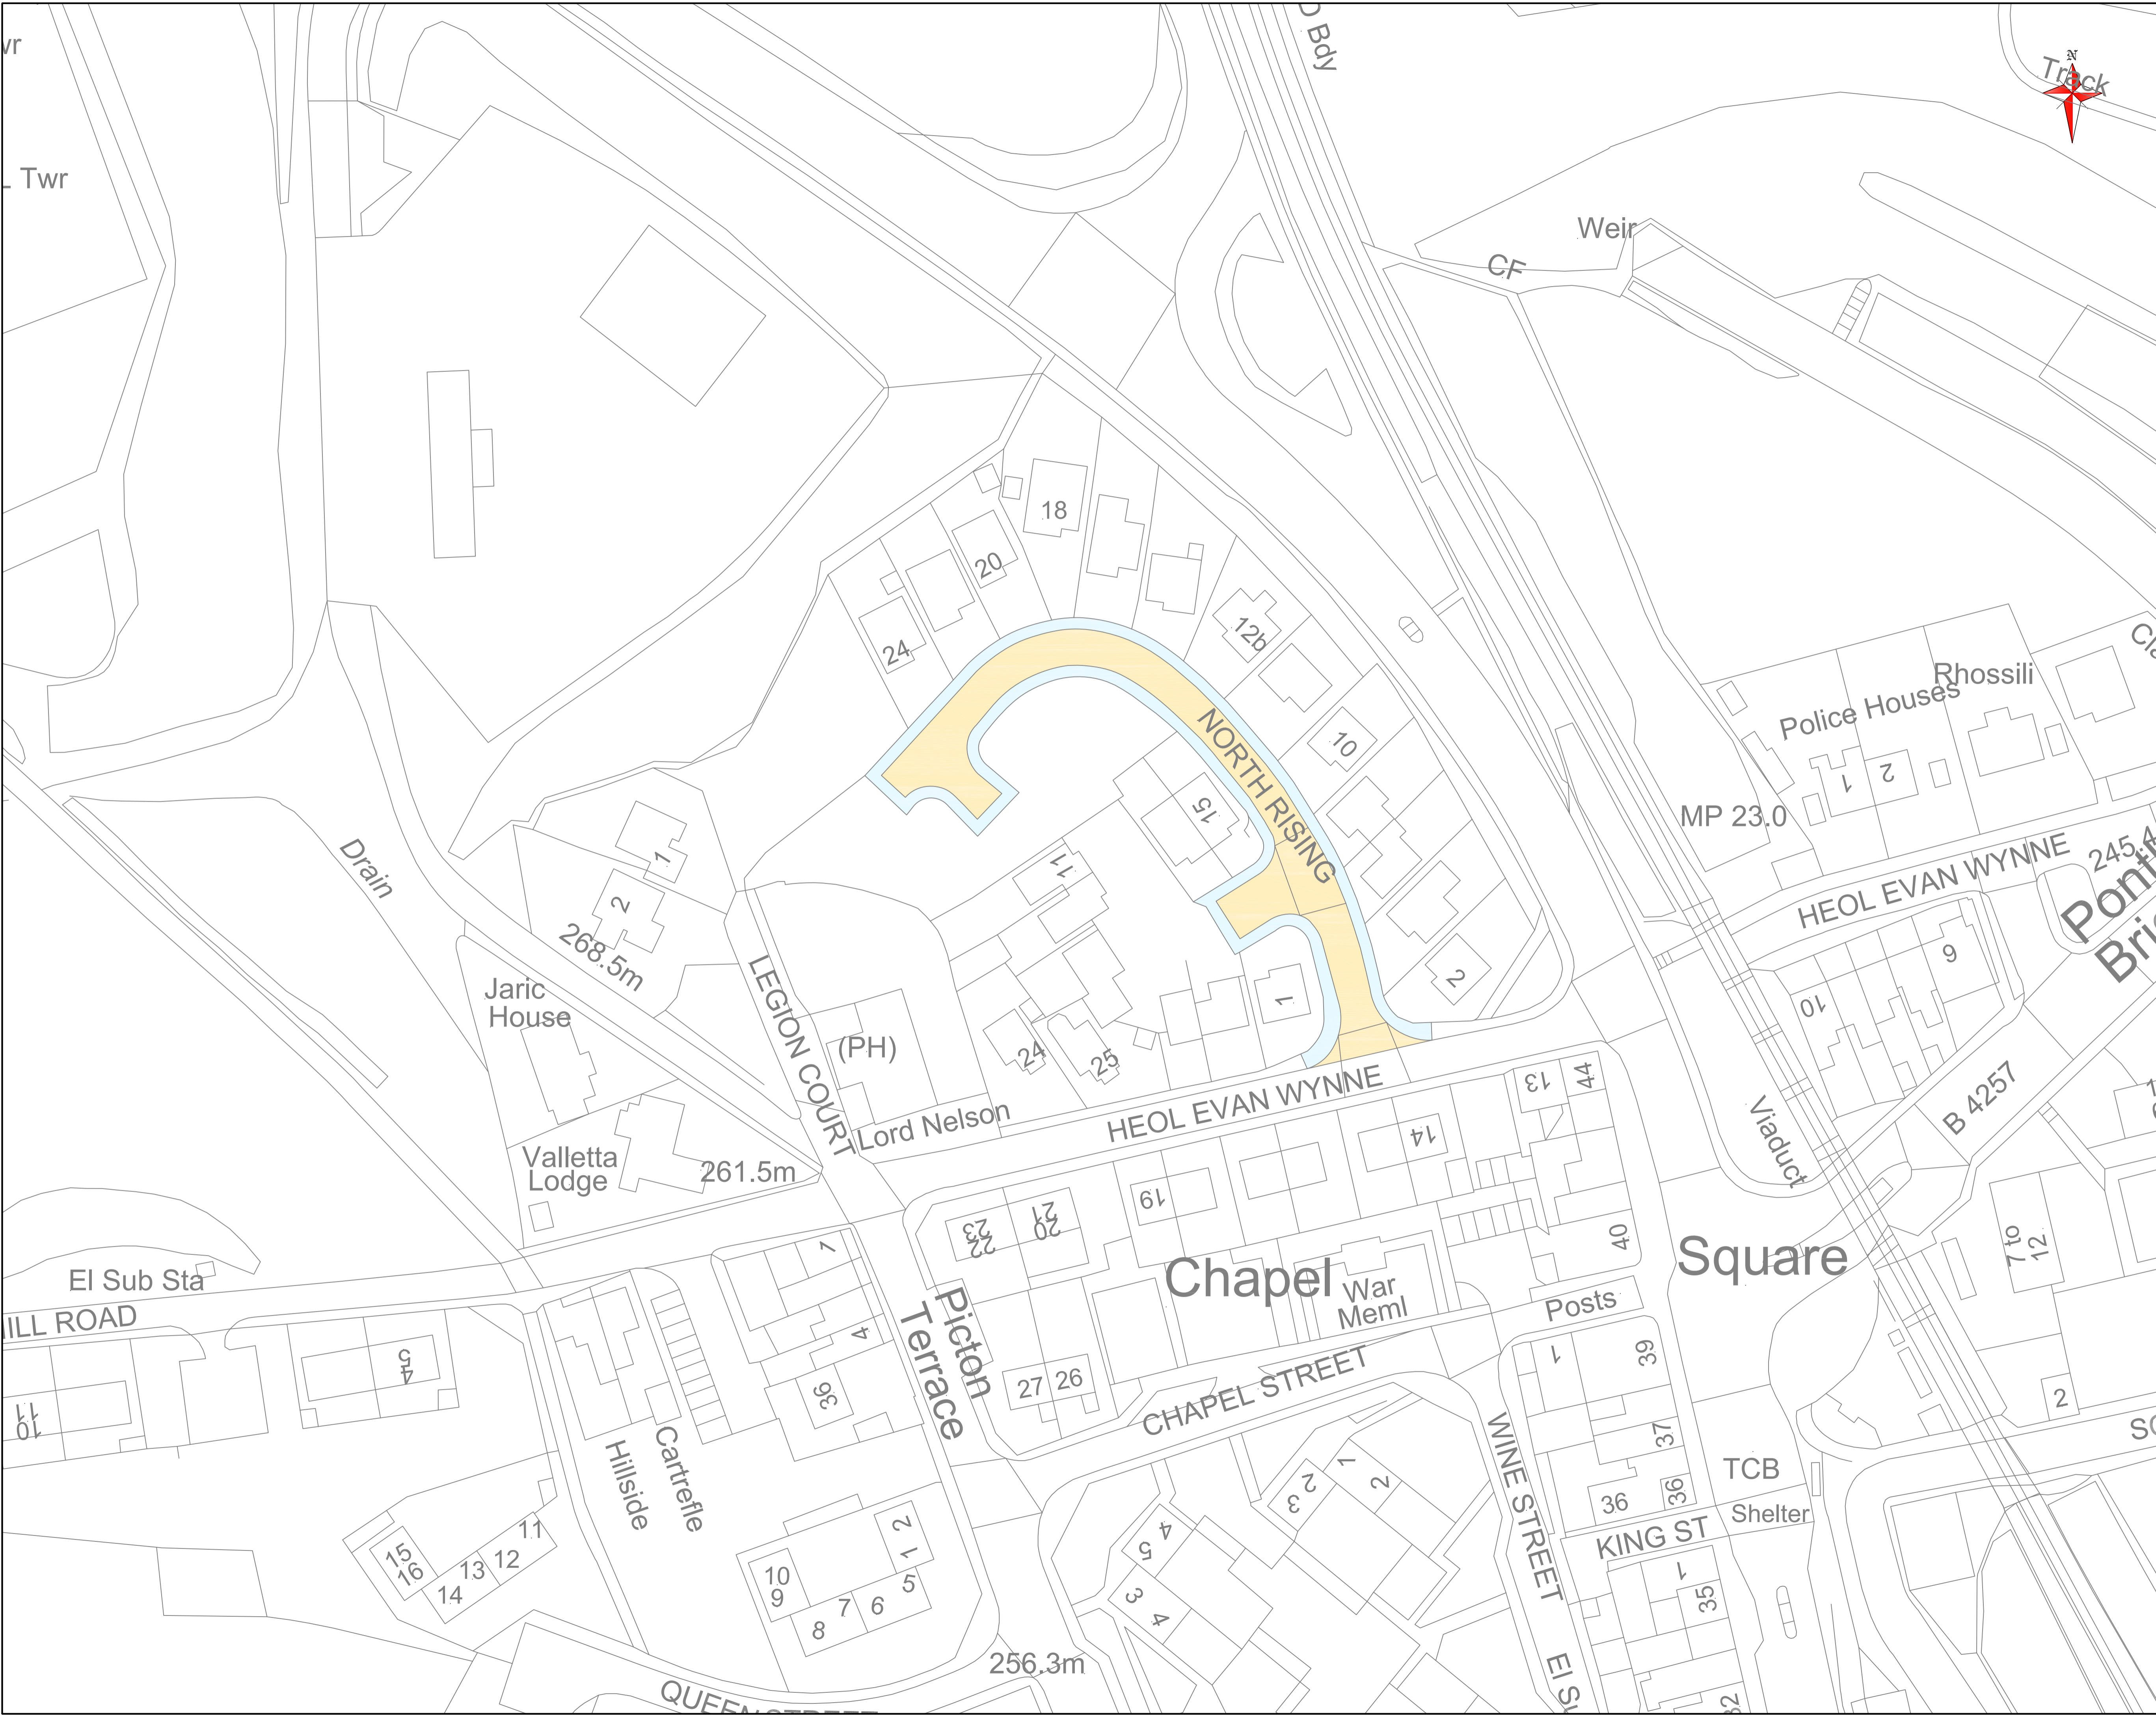 Bdy
N
Track
Twr
Weir
CF
18
20
24
12b
10
NORTH RISING
15
11
1
2
Rhossili
Police Houses
1
2
MP 23.0
HEOL EVAN WYNNE
245.4
Drain
1
2
268.5m
Jaric
House
LEGION COURT
(PH)
24
25
Lord Nelson
HEOL EVAN WYNNE
Valletta
Lodge
261.5m
13
44
14
19
21
20
23
22
40
10
9
B 4257
Viaduct
7 to
12
Chapel
Square
War
Meml
Posts
El Sub Sta
ILL ROAD
5
4
11
10
1
4
36
Picton
Terrace
27
26
CHAPEL STREET
Hillside
Cartrefle
1
39
37
36
36
WINE STREET
TCB
Shelter
KING ST
1
35
32
2
1
2
3
4
5
3
4
15
16
14
13
12
11
10
9
8
7
6
5
2
1
256.3m
QUEEN STREET